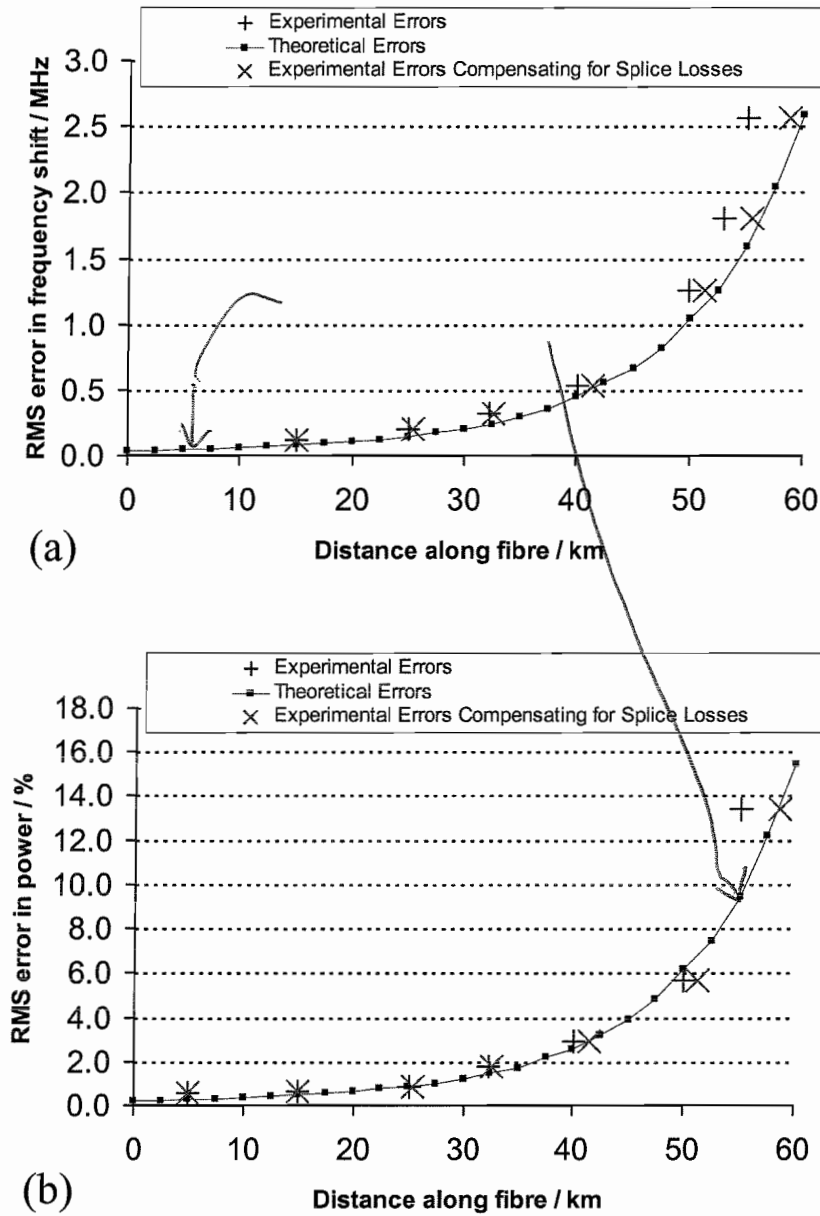 Experimental Errors
Theoretical Errors
Experimental Errors Compensating for Splice Losses
RMS error in frequency shift / MHz
3.0
2.5
2.0
1.5
1.0
0.5
0.0
0 10 20 30 40 50 60
(a)
Distance along fibre / km
Experimental Errors
Theoretical Errors
Experimental Errors Compensating for Splice Losses
RMS error in power / %
18.0
16.0
14.0
12.0
10.0
8.0
6.0
4.0
2.0
0.0
0 10 20 30 40 50 60
(b)
Distance along fibre / km